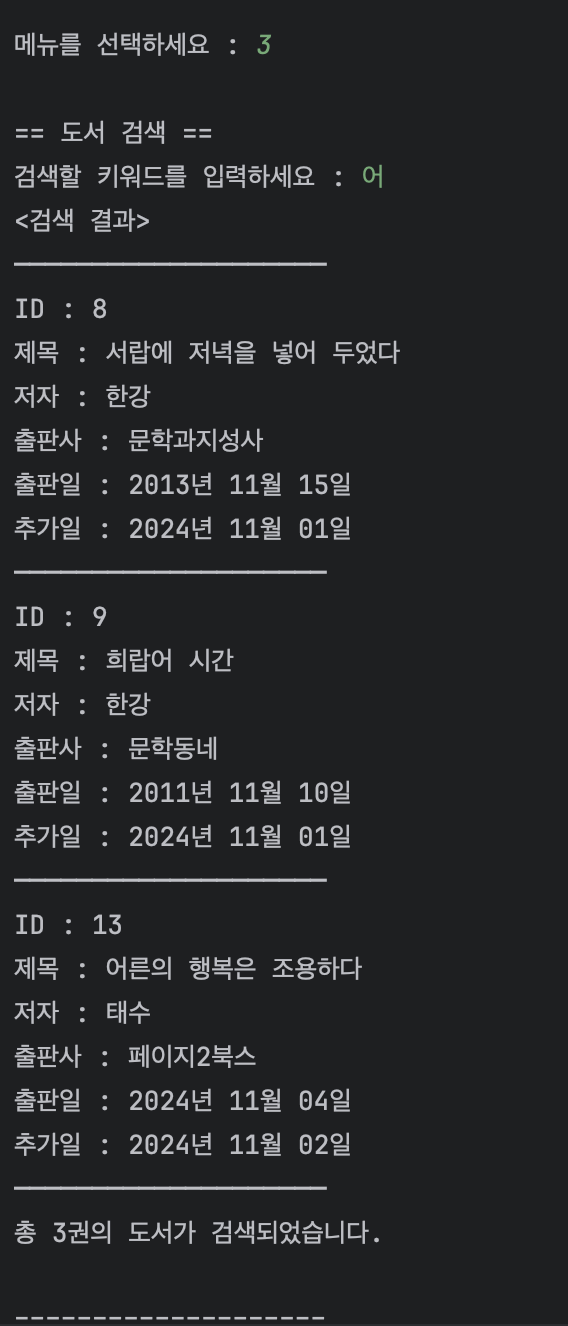 메뉴를 선택하세요 : 3
== 도서 검색 ==
검색할 키워드를 입력하세요 : 어
<검색 결과>
ID : 8
제목 : 서랍에 저녁을 넣어 두었다
저자 : 한강
출판사 : 문학과지성사
출판일 : 2013년 11월 15일
추가일 : 2024년 11월 01일
ID : 9
제목 : 희랍어 시간
저자 : 한강
출판사 : 문학동네
출판일 : 2011년 11월 10일
추가일 : 2024년 11월 01일
ID : 13
제목 : 어른의 행복은 조용하다
저자 : 태수
출판사 : 페이지2북스
출판일 : 2024년 11월 04일
추가일 : 2024년 11월 02일
총 3권의 도서가 검색되었습니다.